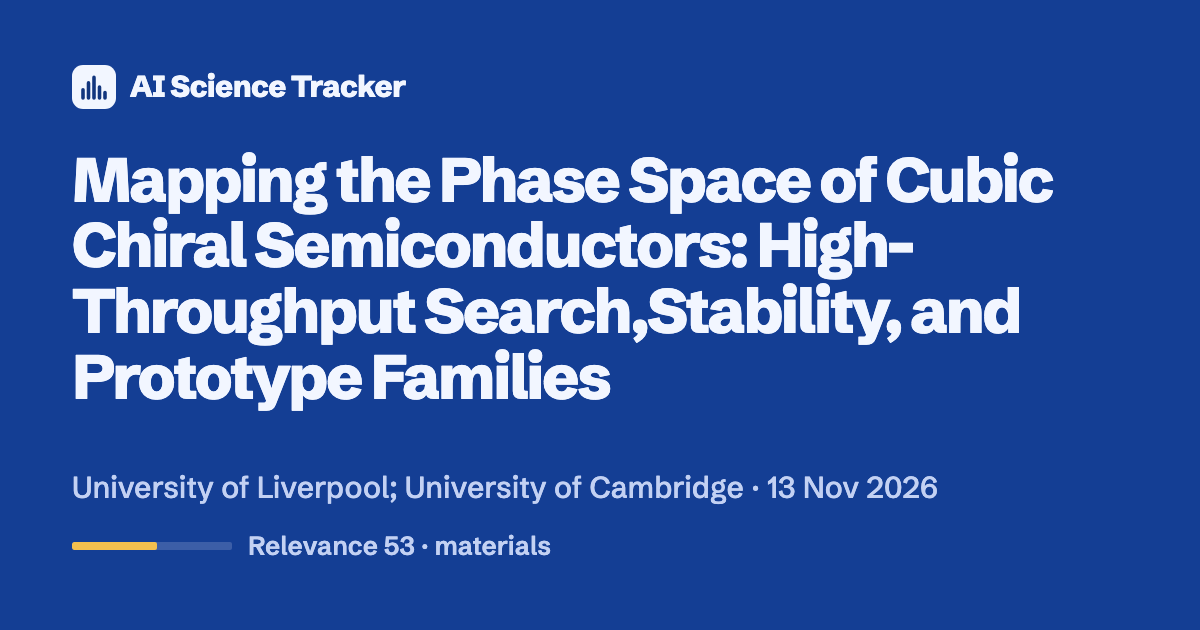 AI Science Tracker
Mapping the Phase Space of Cubic
Chiral Semiconductors: High-
Throughput Search,Stability, and
Prototype Families
University of Liverpool; University of Cambridge · 13 Nov 2026
Relevance 53 · materials